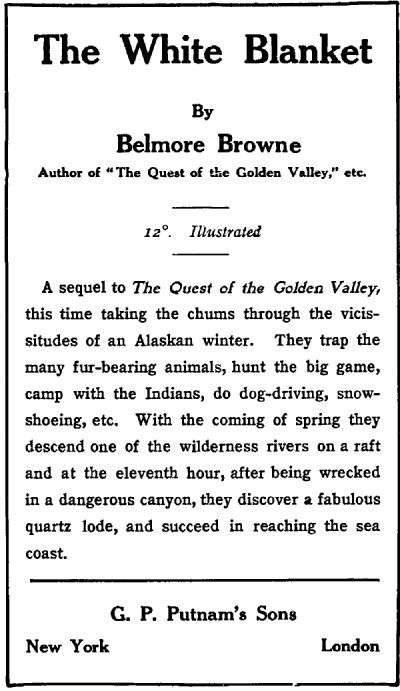 The White Blanket
By
Belmore Browne
Author of "The Quest of the Golden Valley," etc.
12°. Illustrated
A sequel to The Quest of the Golden Valley,
this time taking the chums through the vicis-
situdes of an Alaskan winter. They trap the
many fur-bearing animals, hunt the big game,
camp with the Indians, do dog-driving, snow-
shoeing, etc. With the coming of spring they
descend one of the wilderness rivers on a raft
and at the eleventh hour, after being wrecked
in a dangerous canyon, they discover a fabulous
quartz lode, and succeed in reaching the sea
coast.
G. P. Putnam's Sons
New York London